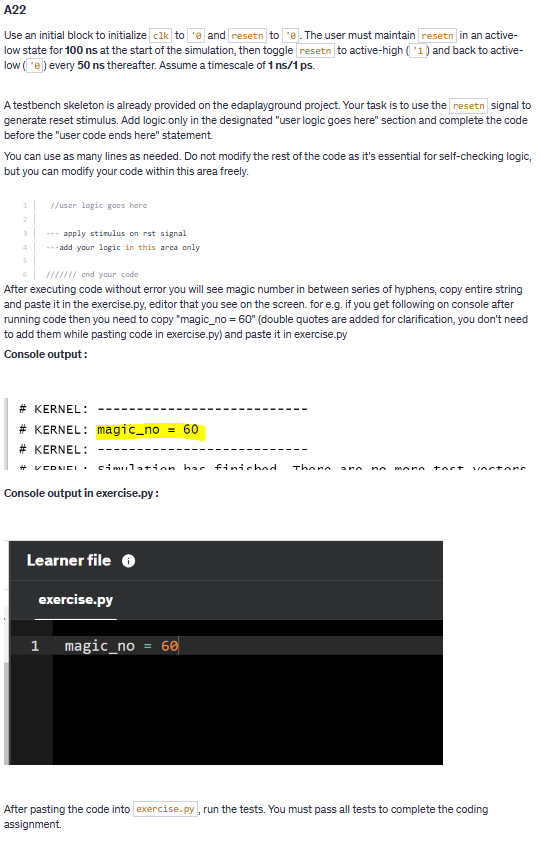 A22
Use an initial block to initialize clk to '0 and resetn to '0. The user must maintain resetn in an active-
low state for 100 ns at the start of the simulation, then toggle resetn to active-high ( '1 ) and back to active-
low ( '0 ) every 50 ns thereafter. Assume a timescale of 1 ns/1 ps.
A testbench skeleton is already provided on the edaplayground project. Your task is to use the resetn signal to
generate reset stimulus. Add logic only in the designated "user logic goes here" section and complete the code
before the "user code ends here" statement.
You can use as many lines as needed. Do not modify the rest of the code as it's essential for self-checking logic,
but you can modify your code within this area freely.
1 //user logic goes here
2
3 --- apply stimulus on rst signal
4 ---add your logic in this area only
5
6 /////// end your code
After executing code without error you will see magic number in between series of hyphens, copy entire string
and paste it in the exercise.py, editor that you see on the screen. for e.g. if you get following on console after
running code then you need to copy "magic_no = 60" (double quotes are added for clarification, you don't need
to add them while pasting code in exercise.py) and paste it in exercise.py
Console output :
# KERNEL: ---------------------------
# KERNEL: magic_no = 60
# KERNEL: ---------------------------
# KERNEL: Simulation has finished. There are no more test vectors
Console output in exercise.py :
Learner file
exercise.py
1 magic_no = 60
After pasting the code into exercise.py, run the tests. You must pass all tests to complete the coding
assignment.